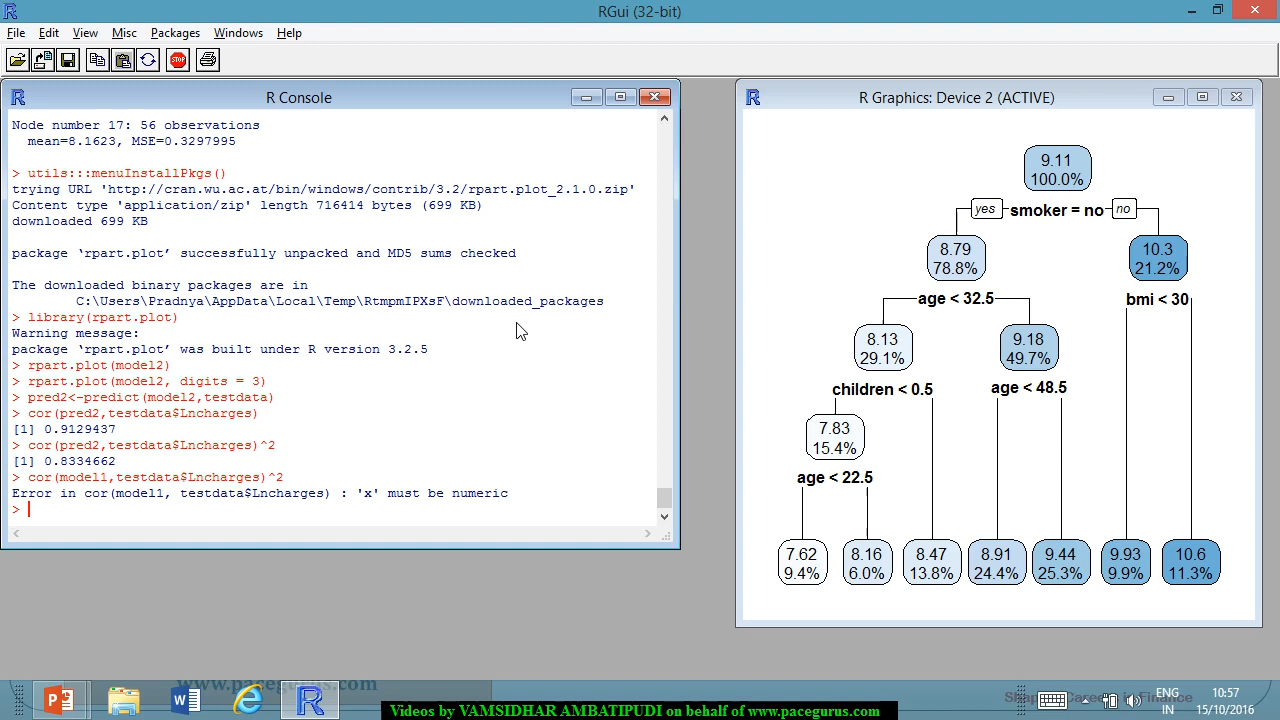 RGui (32-bit)
File Edit View Misc Packages Windows Help
STOP
R Console
Node number 17: 56 observations
mean=8.1623, MSE=0.3297995
> utils:::menuInstallPkgs()
trying URL 'http://cran.wu.ac.at/bin/windows/contrib/3.2/rpart.plot_2.1.0.zip'
Content type 'application/zip' length 716414 bytes (699 KB)
downloaded 699 KB
package ‘rpart.plot’ successfully unpacked and MD5 sums checked
The downloaded binary packages are in
C:\Users\Pradnya\AppData\Local\Temp\RtmpmIPXsF\downloaded_packages
> library(rpart.plot)
Warning message:
package ‘rpart.plot’ was built under R version 3.2.5
> rpart.plot(model2)
> rpart.plot(model2, digits = 3)
> pred2<-predict(model2,testdata)
> cor(pred2,testdata$Lncharges)
[1] 0.9129437
> cor(pred2,testdata$Lncharges)^2
[1] 0.8334662
> cor(model1,testdata$Lncharges)^2
Error in cor(model1, testdata$Lncharges) : 'x' must be numeric
>
R Graphics: Device 2 (ACTIVE)
9.11
100.0%
yes smoker = no no
8.79 10.3
78.8% 21.2%
age < 32.5 bmi < 30
8.13 9.18
29.1% 49.7%
children < 0.5 age < 48.5
7.83
15.4%
age < 22.5
7.62 8.16 8.47 8.91 9.44 9.93 10.6
9.4% 6.0% 13.8% 24.4% 25.3% 9.9% 11.3%
www.pacegurus.com
ENG 10:57
IN 15/10/2016
Videos by VAMSIDHAR AMBATIPUDI on behalf of www.pacegurus.com